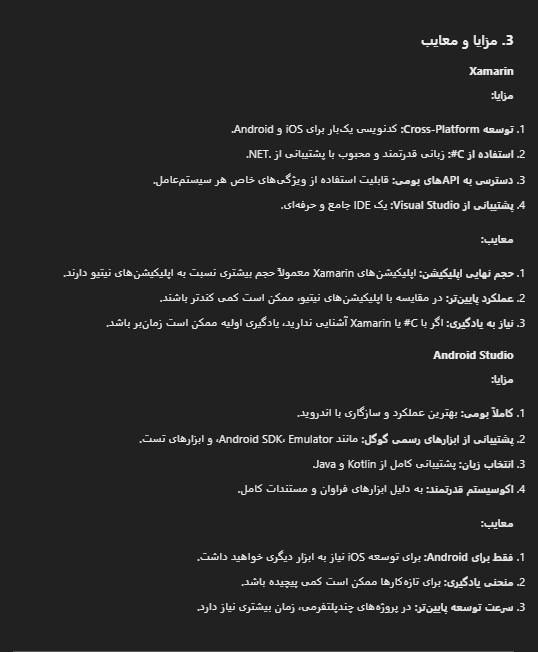 3. مزایا و معایب
Xamarin
مزایا:
1. توسعه Cross-Platform: کدنویسی یک‌بار برای iOS و Android.
2. استفاده از C#: زبانی قدرتمند و محبوب با پشتیبانی از .NET.
3. دسترسی به APIهای بومی: قابلیت استفاده از ویژگی‌های خاص هر سیستم‌عامل.
4. پشتیبانی از Visual Studio: یک IDE جامع و حرفه‌ای.
معایب:
1. حجم نهایی اپلیکیشن: اپلیکیشن‌های Xamarin معمولاً حجم بیشتری نسبت به اپلیکیشن‌های نیتیو دارند.
2. عملکرد پایین‌تر: در مقایسه با اپلیکیشن‌های نیتیو، ممکن است کمی کندتر باشند.
3. نیاز به یادگیری: اگر با C# یا Xamarin آشنایی ندارید، یادگیری اولیه ممکن است زمان‌بر باشد.
Android Studio
مزایا:
1. کاملاً بومی: بهترین عملکرد و سازگاری با اندروید.
2. پشتیبانی از ابزارهای رسمی گوگل: مانند Android SDK، Emulator، و ابزارهای تست.
3. انتخاب زبان: پشتیبانی کامل از Kotlin و Java.
4. اکوسیستم قدرتمند: به دلیل ابزارهای فراوان و مستندات کامل.
معایب:
1. فقط برای Android: برای توسعه iOS نیاز به ابزار دیگری خواهید داشت.
2. منحنی یادگیری: برای تازه‌کارها ممکن است کمی پیچیده باشد.
3. سرعت توسعه پایین‌تر: در پروژه‌های چندپلتفرمی، زمان بیشتری نیاز دارد.